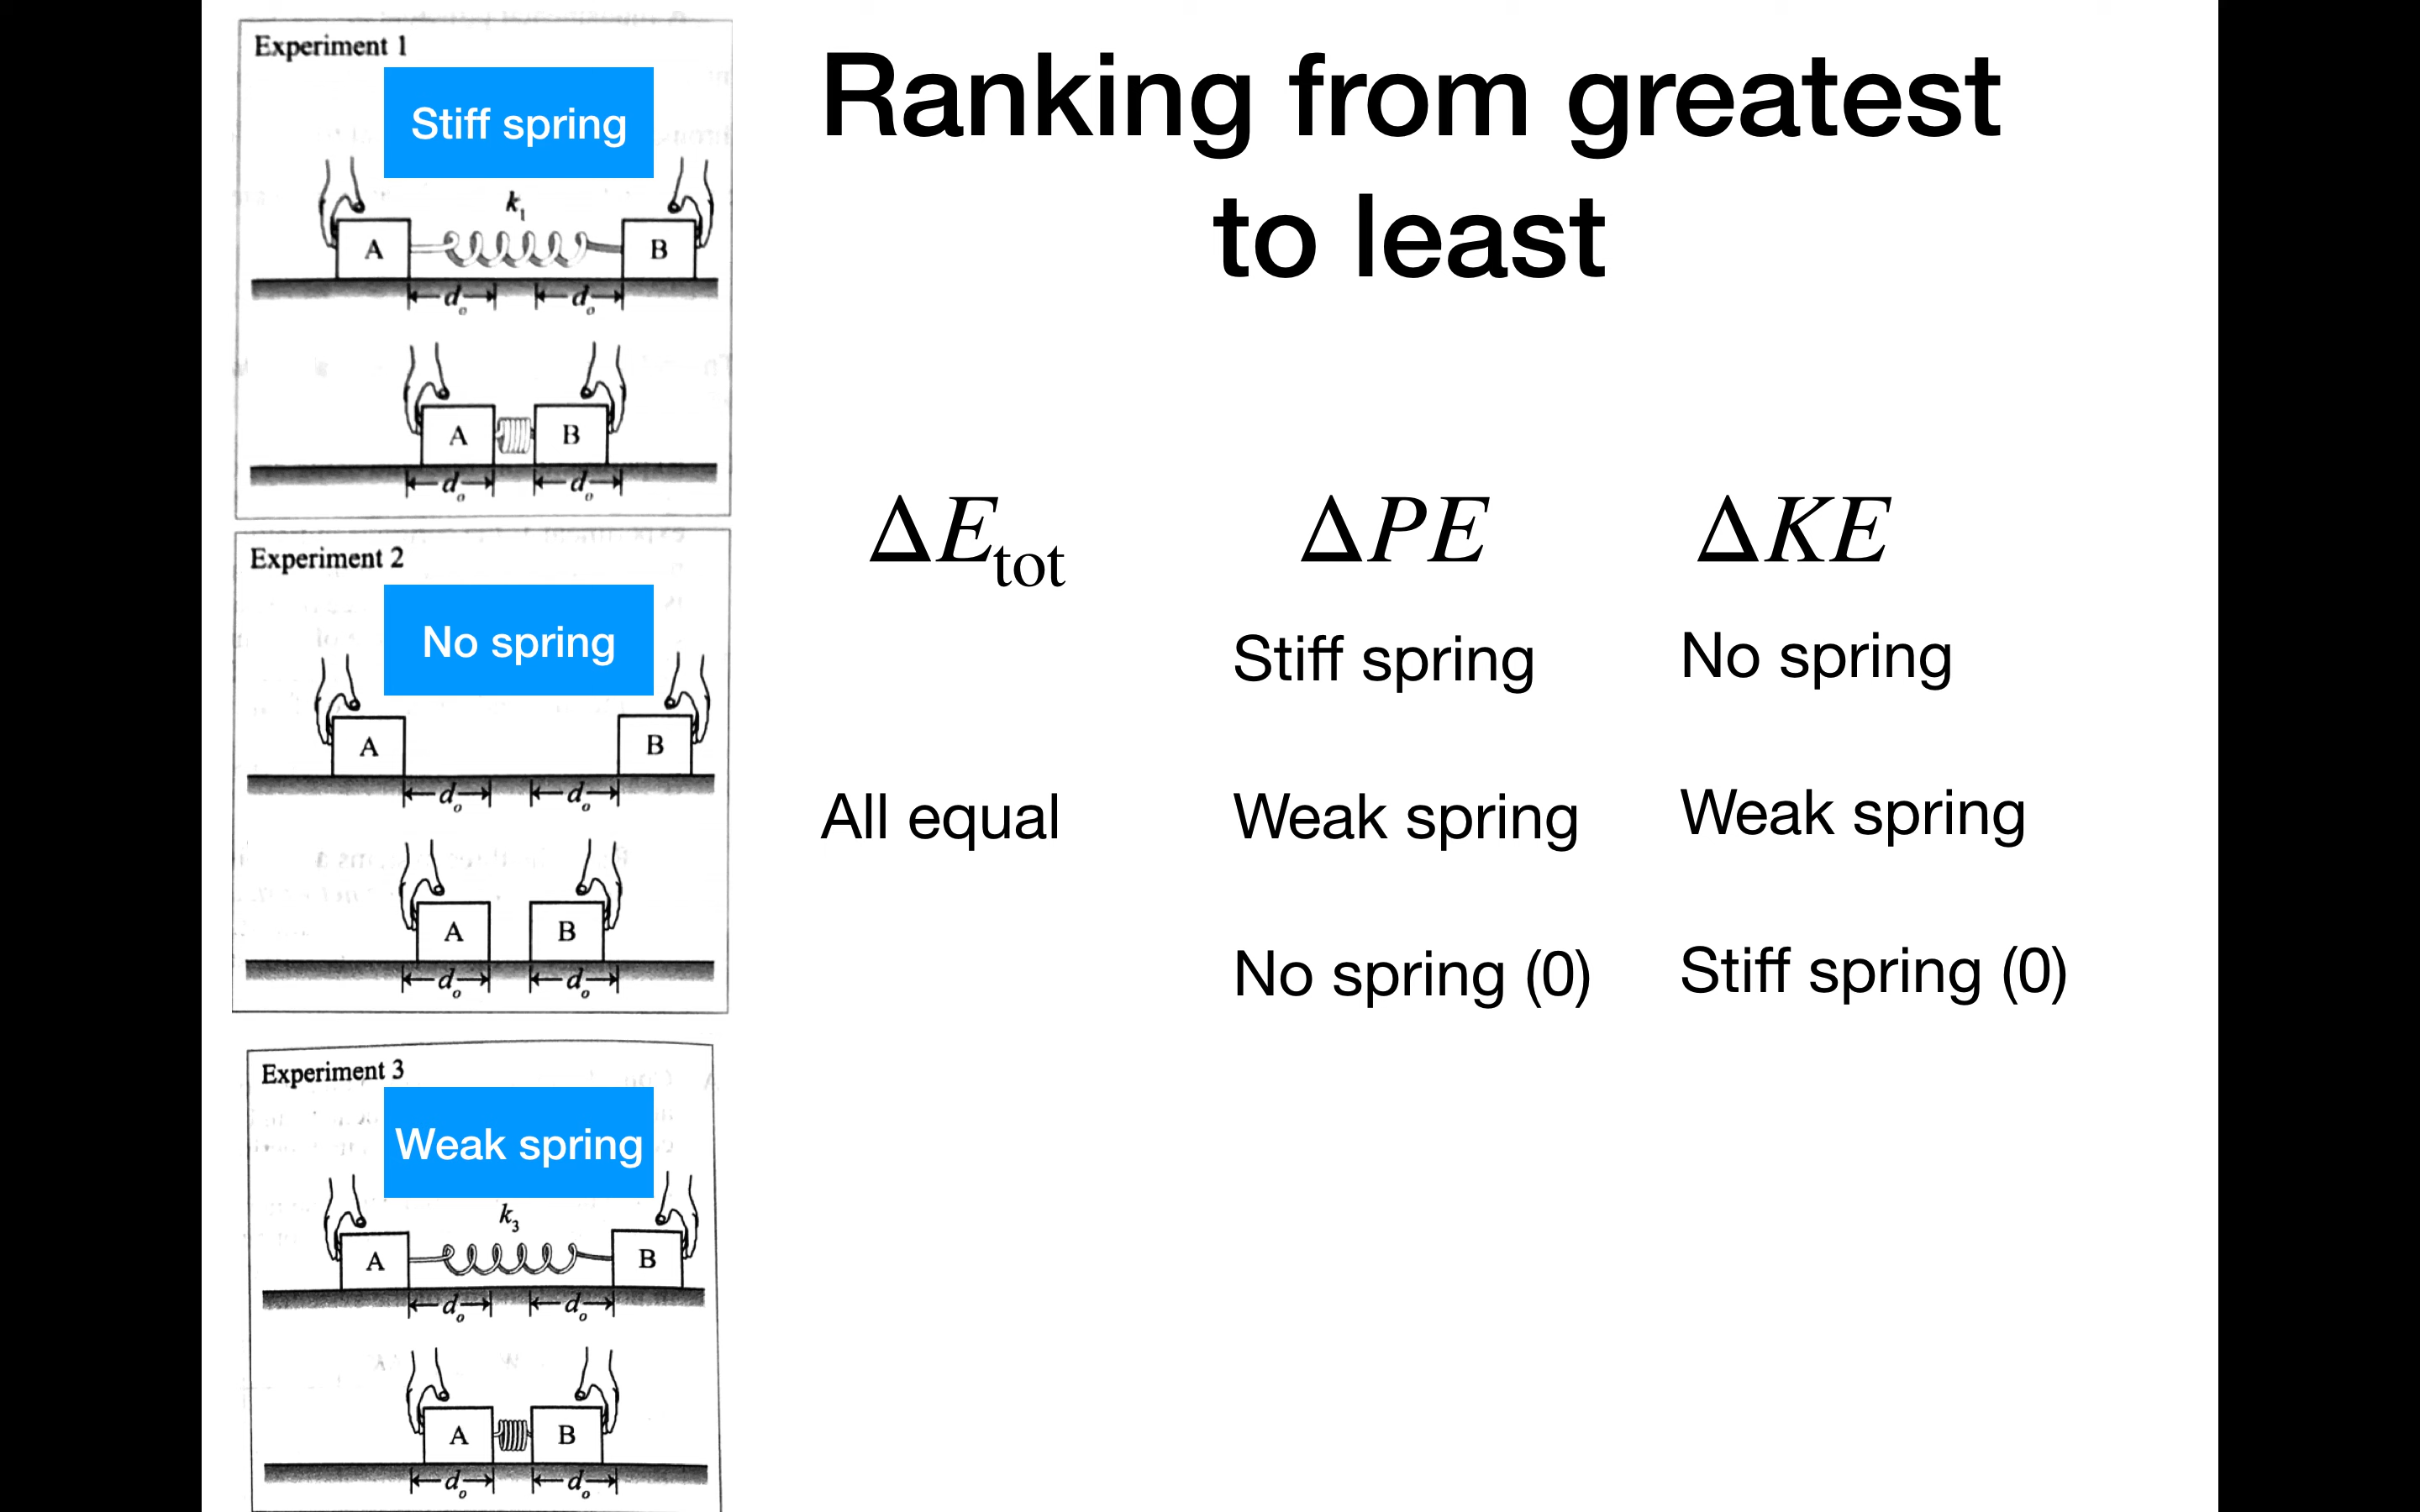 Ranking from greatest
to least
Experiment 1
Stiff spring
k₁
A B
d₀ d₀
A B
d₀ d₀
Experiment 2
No spring
A B
d₀ d₀
A B
d₀ d₀
Experiment 3
Weak spring
k₃
A B
d₀ d₀
A B
d₀ d₀
ΔE_tot ΔPE ΔKE
Stiff spring No spring
All equal Weak spring Weak spring
No spring (0) Stiff spring (0)